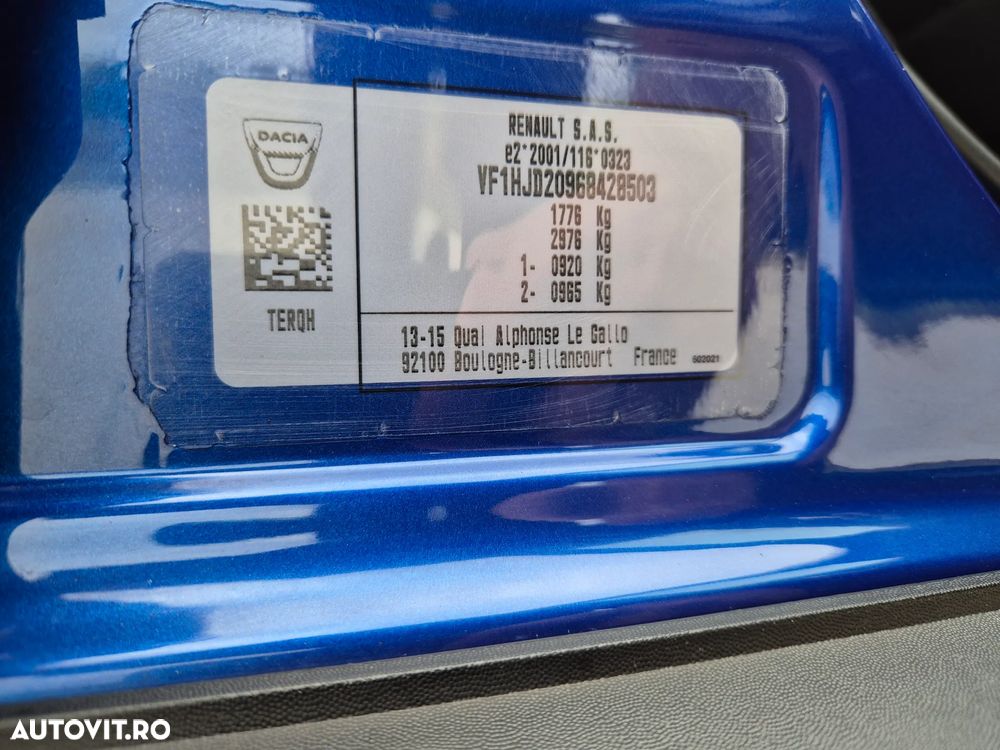 DACIA
TERQH
RENAULT S.A.S.
e2*2001/116*0323
VF1HJD20968428503
1776 Kg
2976 Kg
1- 0920 Kg
2- 0965 Kg
13-15 Quai Alphonse Le Gallo
92100 Boulogne-Billancourt France
602021
AUTOVIT.RO